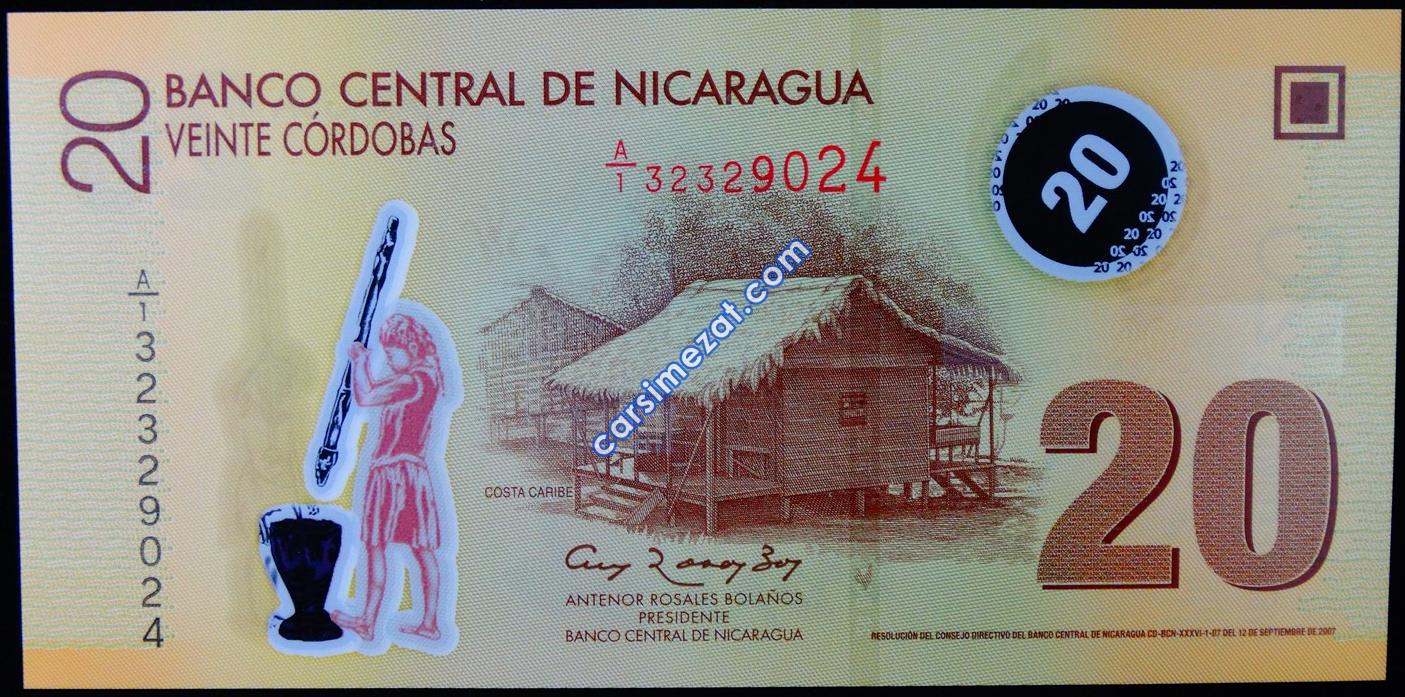 20
BANCO CENTRAL DE NICARAGUA
VEINTE CÓRDOBAS
A/1 32329024
20
A/1 32329024
carsimezat.com
COSTA CARIBE
20
ANTENOR ROSALES BOLAÑOS
PRESIDENTE
BANCO CENTRAL DE NICARAGUA
RESOLUCIÓN DEL CONSEJO DIRECTIVO DEL BANCO CENTRAL DE NICARAGUA CD-BCN-XXXVI-1-07 DEL 12 DE SEPTIEMBRE DE 2007